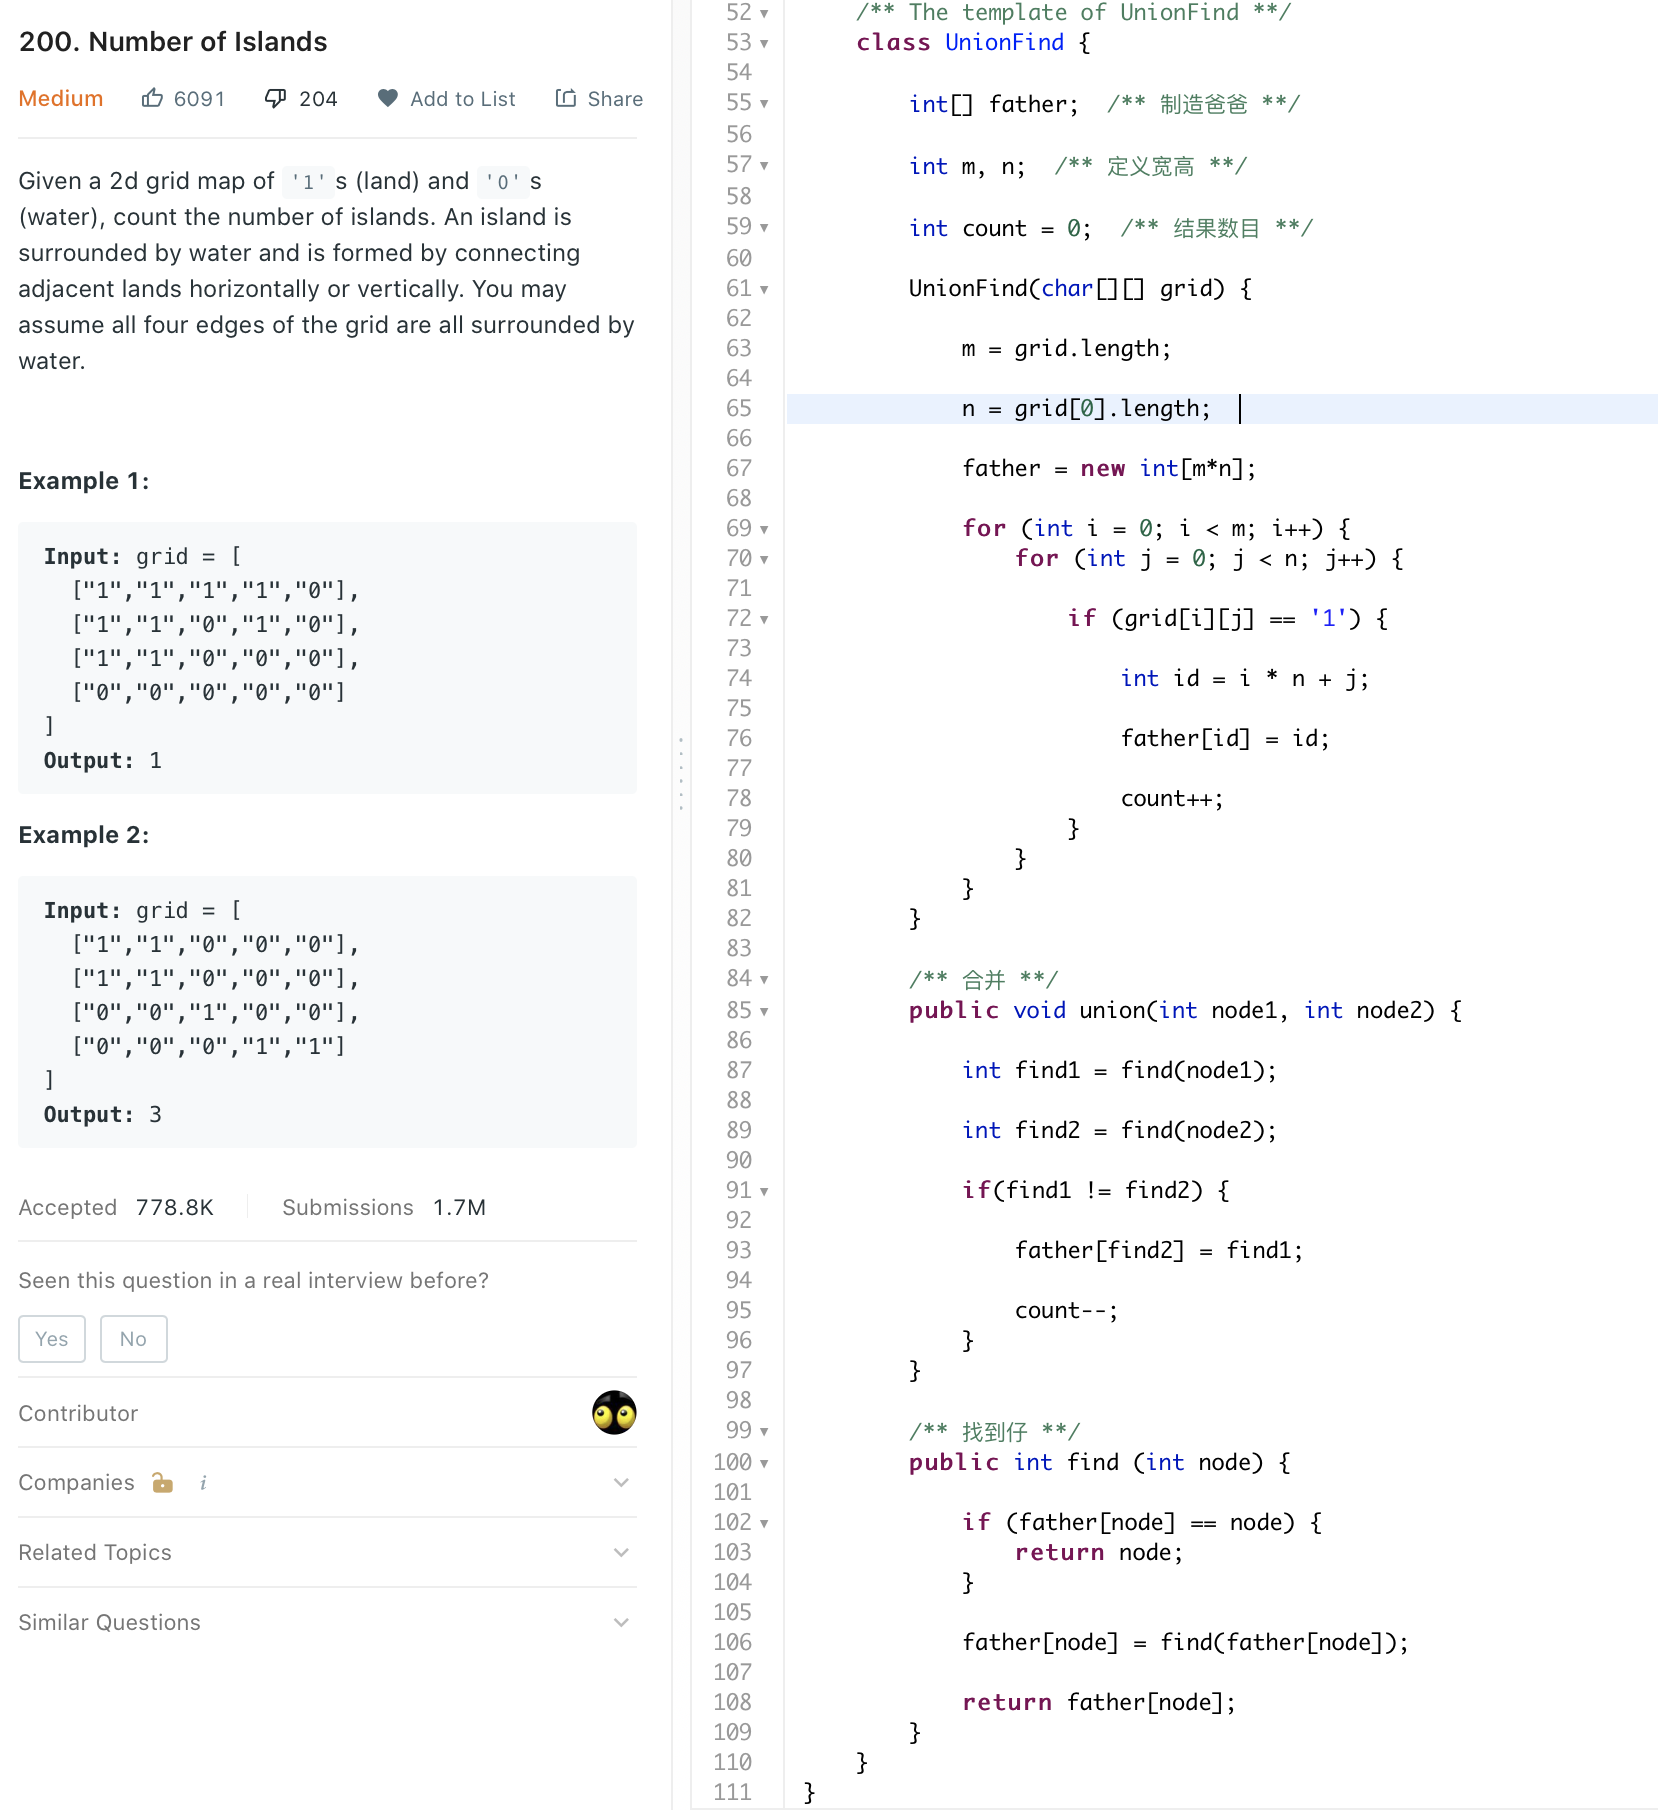 200. Number of Islands
Medium 6091 204 Add to List Share
Given a 2d grid map of '1's (land) and '0's
(water), count the number of islands. An island is
surrounded by water and is formed by connecting
adjacent lands horizontally or vertically. You may
assume all four edges of the grid are all surrounded by
water.
Example 1:
Input: grid = [
["1","1","1","1","0"],
["1","1","0","1","0"],
["1","1","0","0","0"],
["0","0","0","0","0"]
]
Output: 1
Example 2:
Input: grid = [
["1","1","0","0","0"],
["1","1","0","0","0"],
["0","0","1","0","0"],
["0","0","0","1","1"]
]
Output: 3
Accepted 778.8K Submissions 1.7M
Seen this question in a real interview before?
Yes No
Contributor
Companies i
Related Topics
Similar Questions
52 /** The template of UnionFind **/
53 class UnionFind {
54
55 int[] father; /** 制造爸爸 **/
56
57 int m, n; /** 定义宽高 **/
58
59 int count = 0; /** 结果数目 **/
60
61 UnionFind(char[][] grid) {
62
63 m = grid.length;
64
65 n = grid[0].length;
66
67 father = new int[m*n];
68
69 for (int i = 0; i < m; i++) {
70 for (int j = 0; j < n; j++) {
71
72 if (grid[i][j] == '1') {
73
74 int id = i * n + j;
75
76 father[id] = id;
77
78 count++;
79 }
80 }
81 }
82 }
83
84 /** 合并 **/
85 public void union(int node1, int node2) {
86
87 int find1 = find(node1);
88
89 int find2 = find(node2);
90
91 if(find1 != find2) {
92
93 father[find2] = find1;
94
95 count--;
96 }
97 }
98
99 /** 找到仔 **/
100 public int find (int node) {
101
102 if (father[node] == node) {
103 return node;
104 }
105
106 father[node] = find(father[node]);
107
108 return father[node];
109 }
110 }
111 }